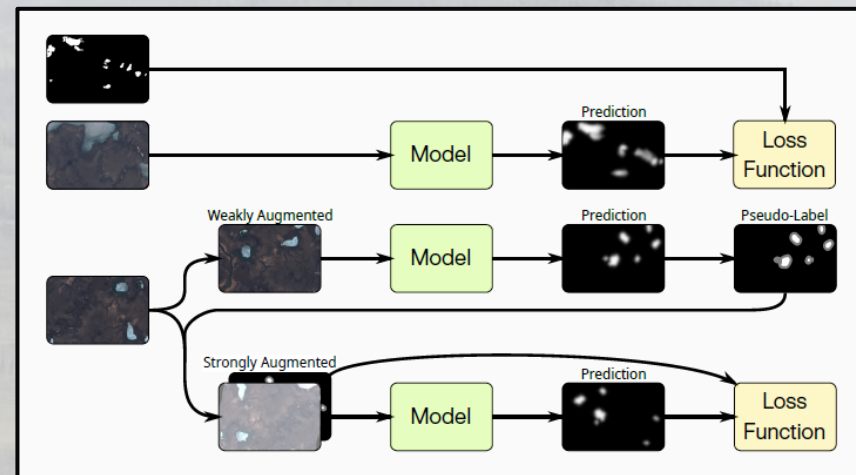 Prediction
Model
Loss
Function
Weakly Augmented
Prediction
Pseudo-Label
Model
Strongly Augmented
Prediction
Model
Loss
Function